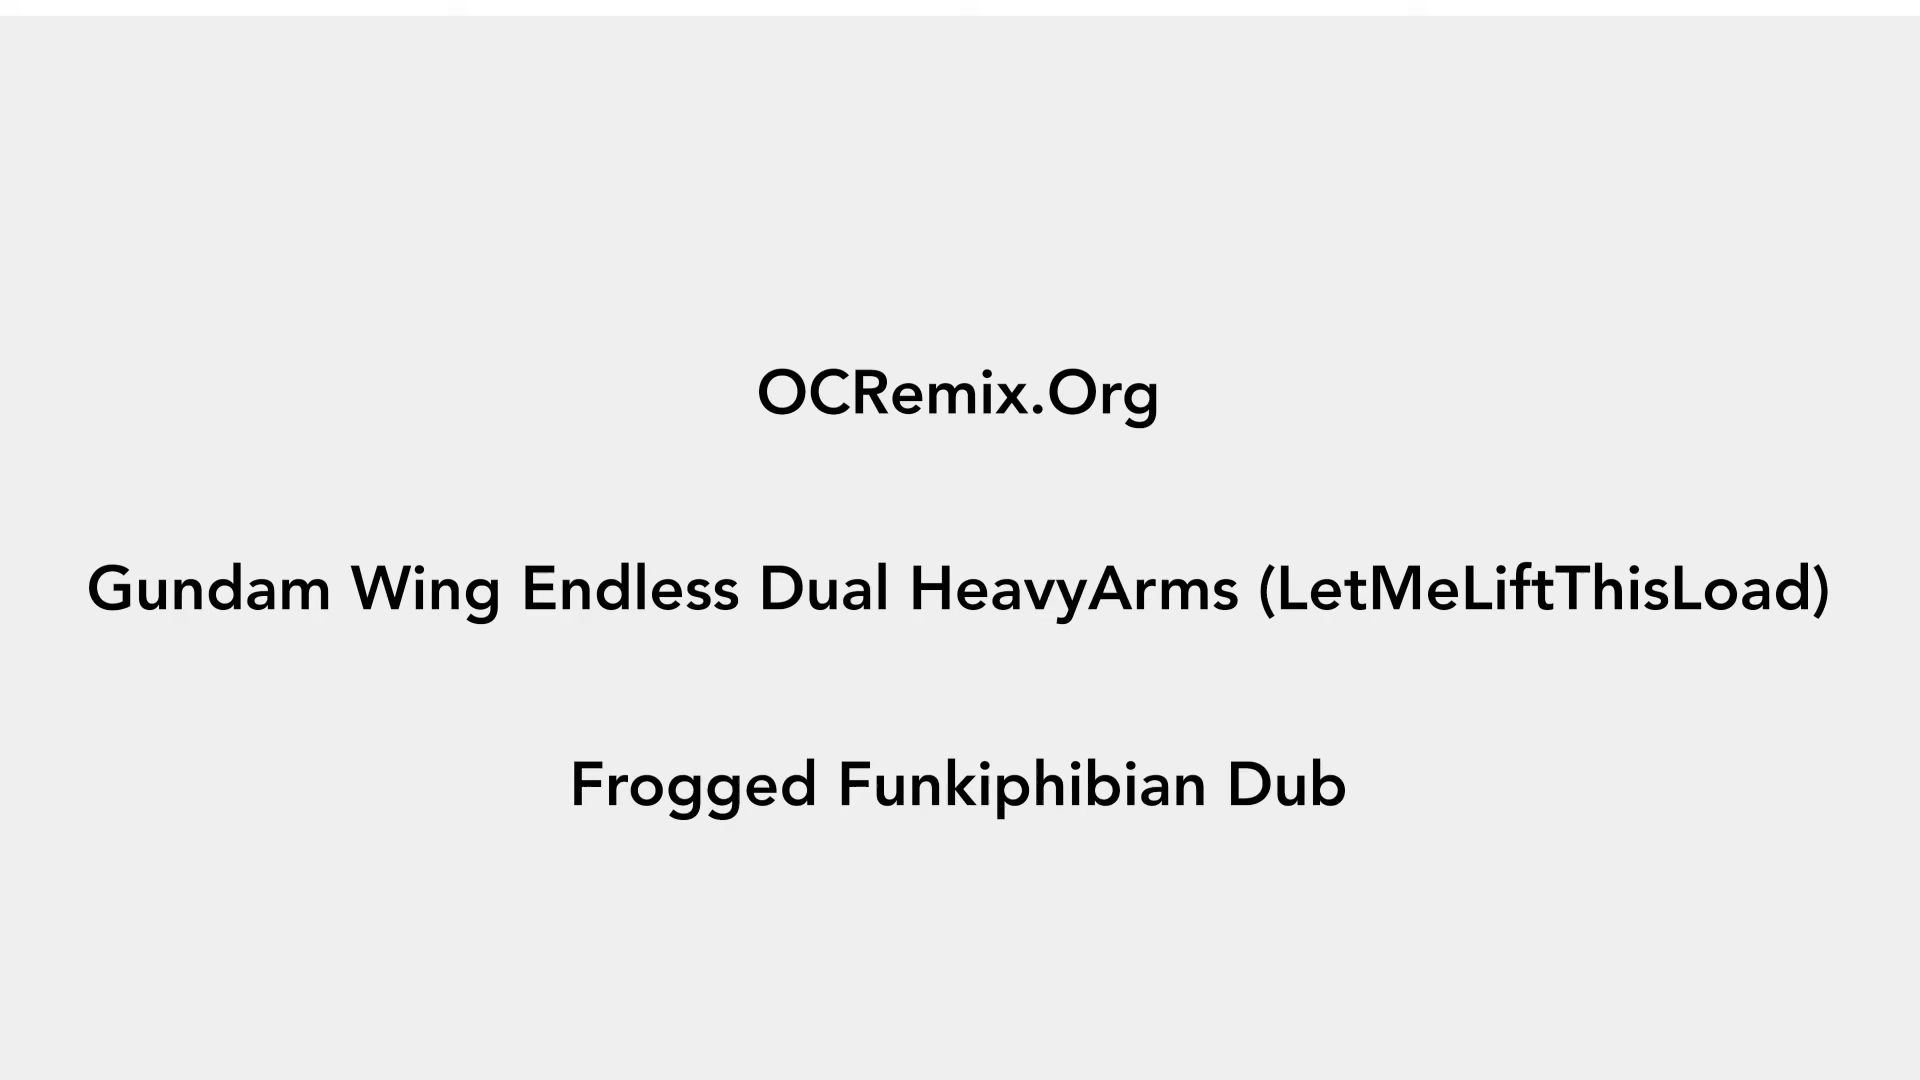 OCRemix.Org
Gundam Wing Endless Dual HeavyArms (LetMeLiftThisLoad)
Frogged Funkiphibian Dub